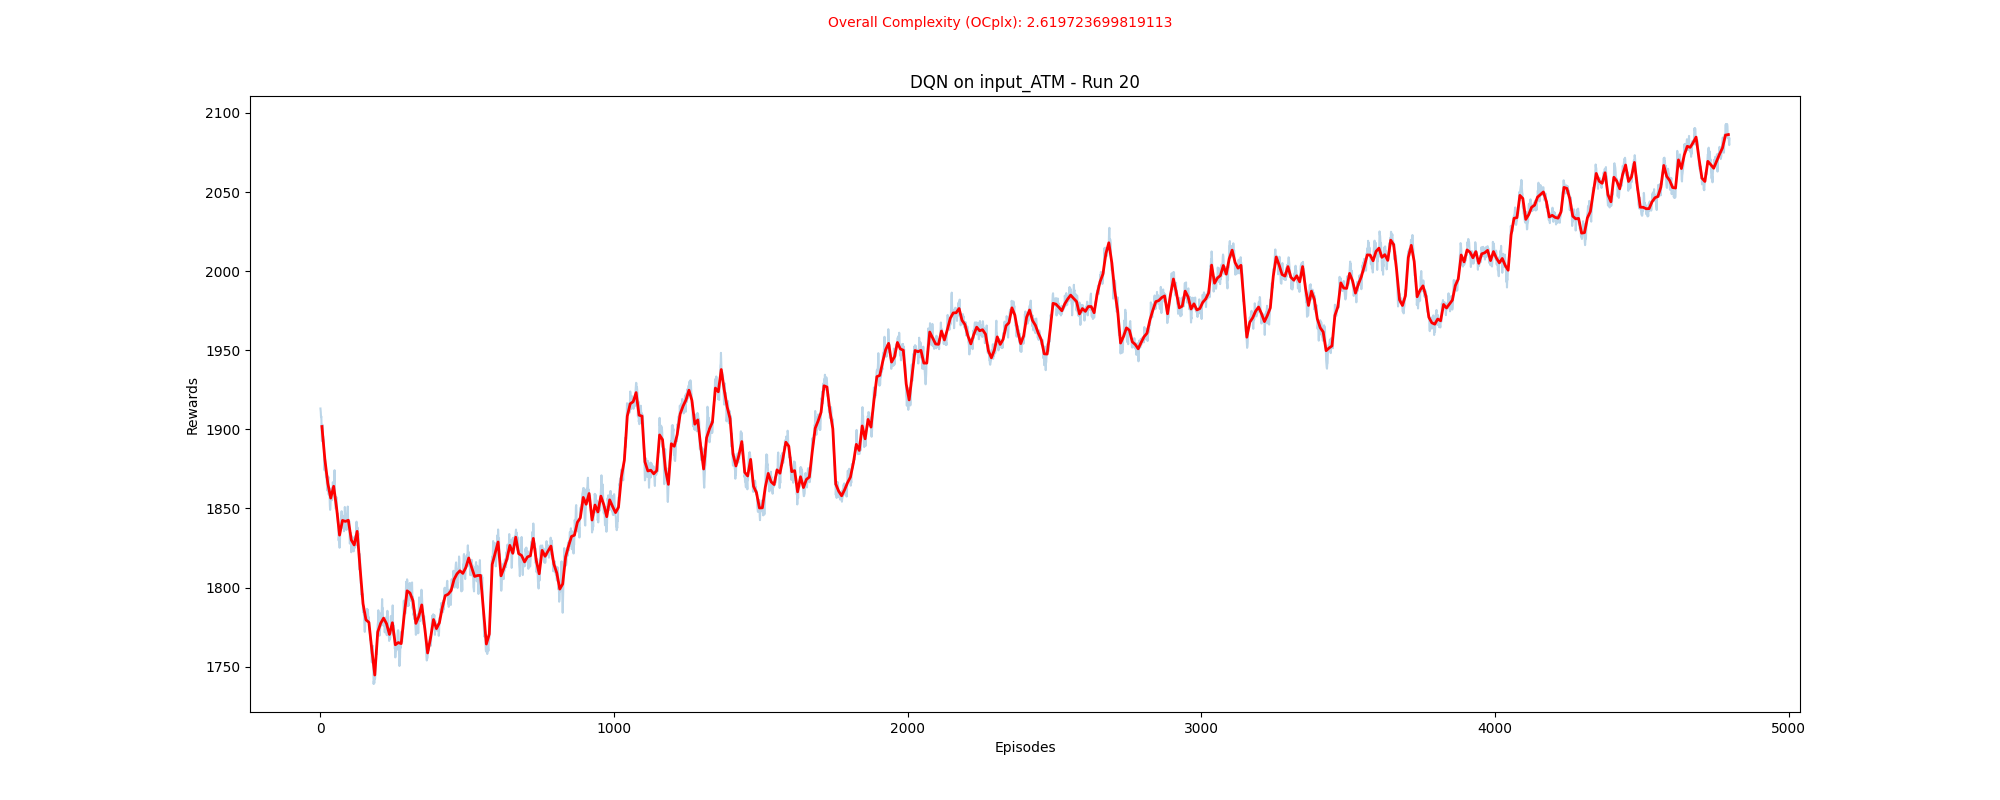 Overall Complexity (OCplx): 2.619723699819113
DQN on input_ATM - Run 20
2100
2050
2000
1950
1900
1850
1800
1750
Rewards
0 1000 2000 3000 4000 5000
Episodes